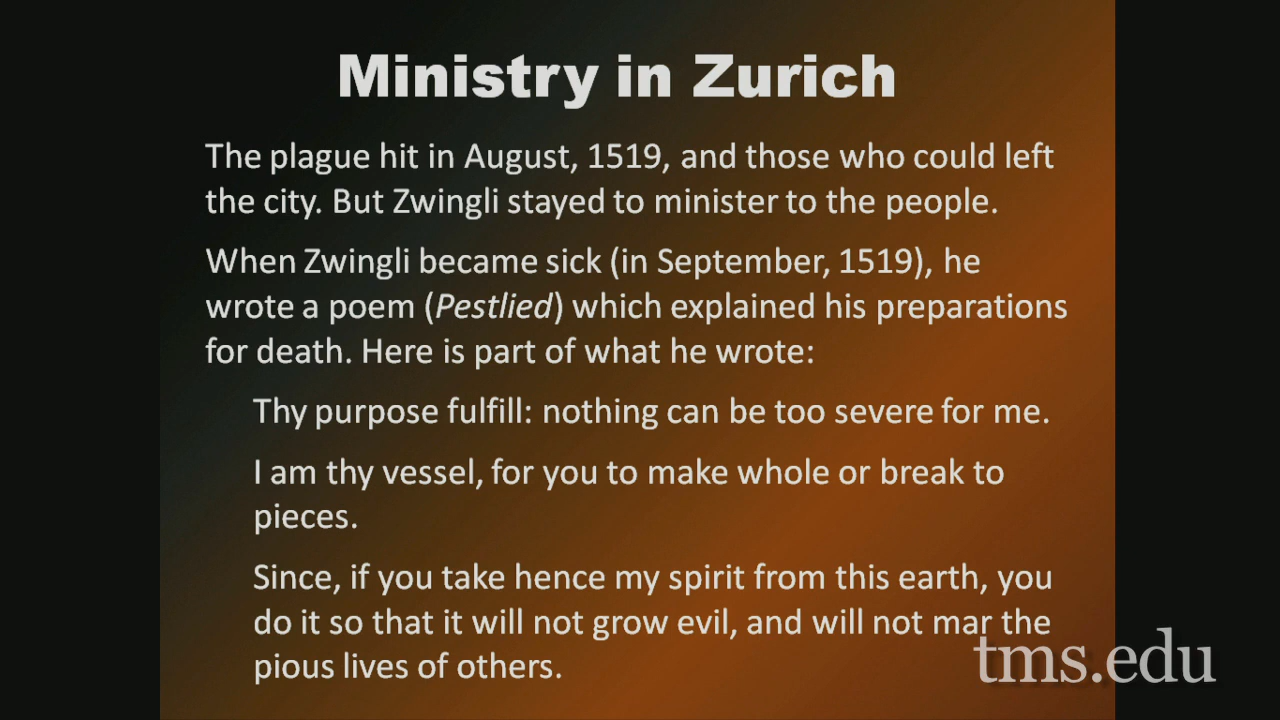 Ministry in Zurich
The plague hit in August, 1519, and those who could left
the city. But Zwingli stayed to minister to the people.
When Zwingli became sick (in September, 1519), he
wrote a poem (Pestlied) which explained his preparations
for death. Here is part of what he wrote:
Thy purpose fulfill: nothing can be too severe for me.
I am thy vessel, for you to make whole or break to
pieces.
Since, if you take hence my spirit from this earth, you
do it so that it will not grow evil, and will not mar the
pious lives of others.
tms.edu